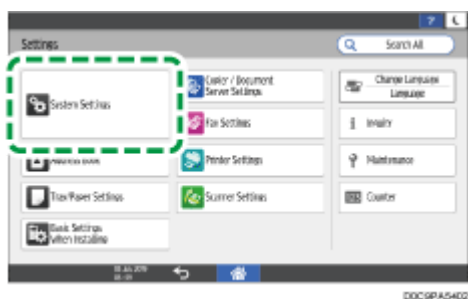 ?
Settings
Search All
System Settings
Copier / Document
Server Settings
Change Language
Language
Fax Settings
Inquiry
Address Book
Printer Settings
Maintenance
Tray/Paper Settings
Scanner Settings
Counter
Basic Settings
When Installing
D0C9PA5402